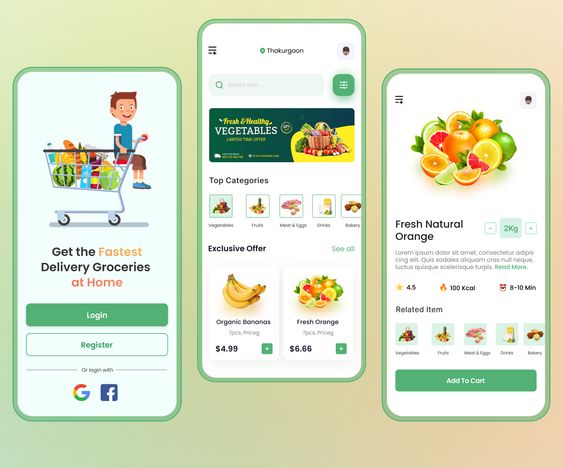 Get the Fastest
Delivery Groceries
at Home
Login
Register
Or login with
Thakurgaon
Search item...
Fresh & Healthy
VEGETABLES
LIMITED TIME OFFER
Top Categories
Vegetables
Fruits
Meat & Eggs
Drinks
Bakery
Exclusive Offer
See all
Organic Bananas
7pcs, Priceg
$4.99
+
Fresh Orange
7pcs, Priceg
$6.66
+
Fresh Natural
Orange
- 2Kg +
Lorem ipsum dolor sit amet, consectetur adipis
cing elit. Quis sodales aliquam orci null neque,
luctus quisque scelerisque turpis. Read More.
4.5
100 Kcal
8-10 Min
Related Item
Vegetables
Fruits
Meat & Eggs
Drinks
Bakery
Add To Cart